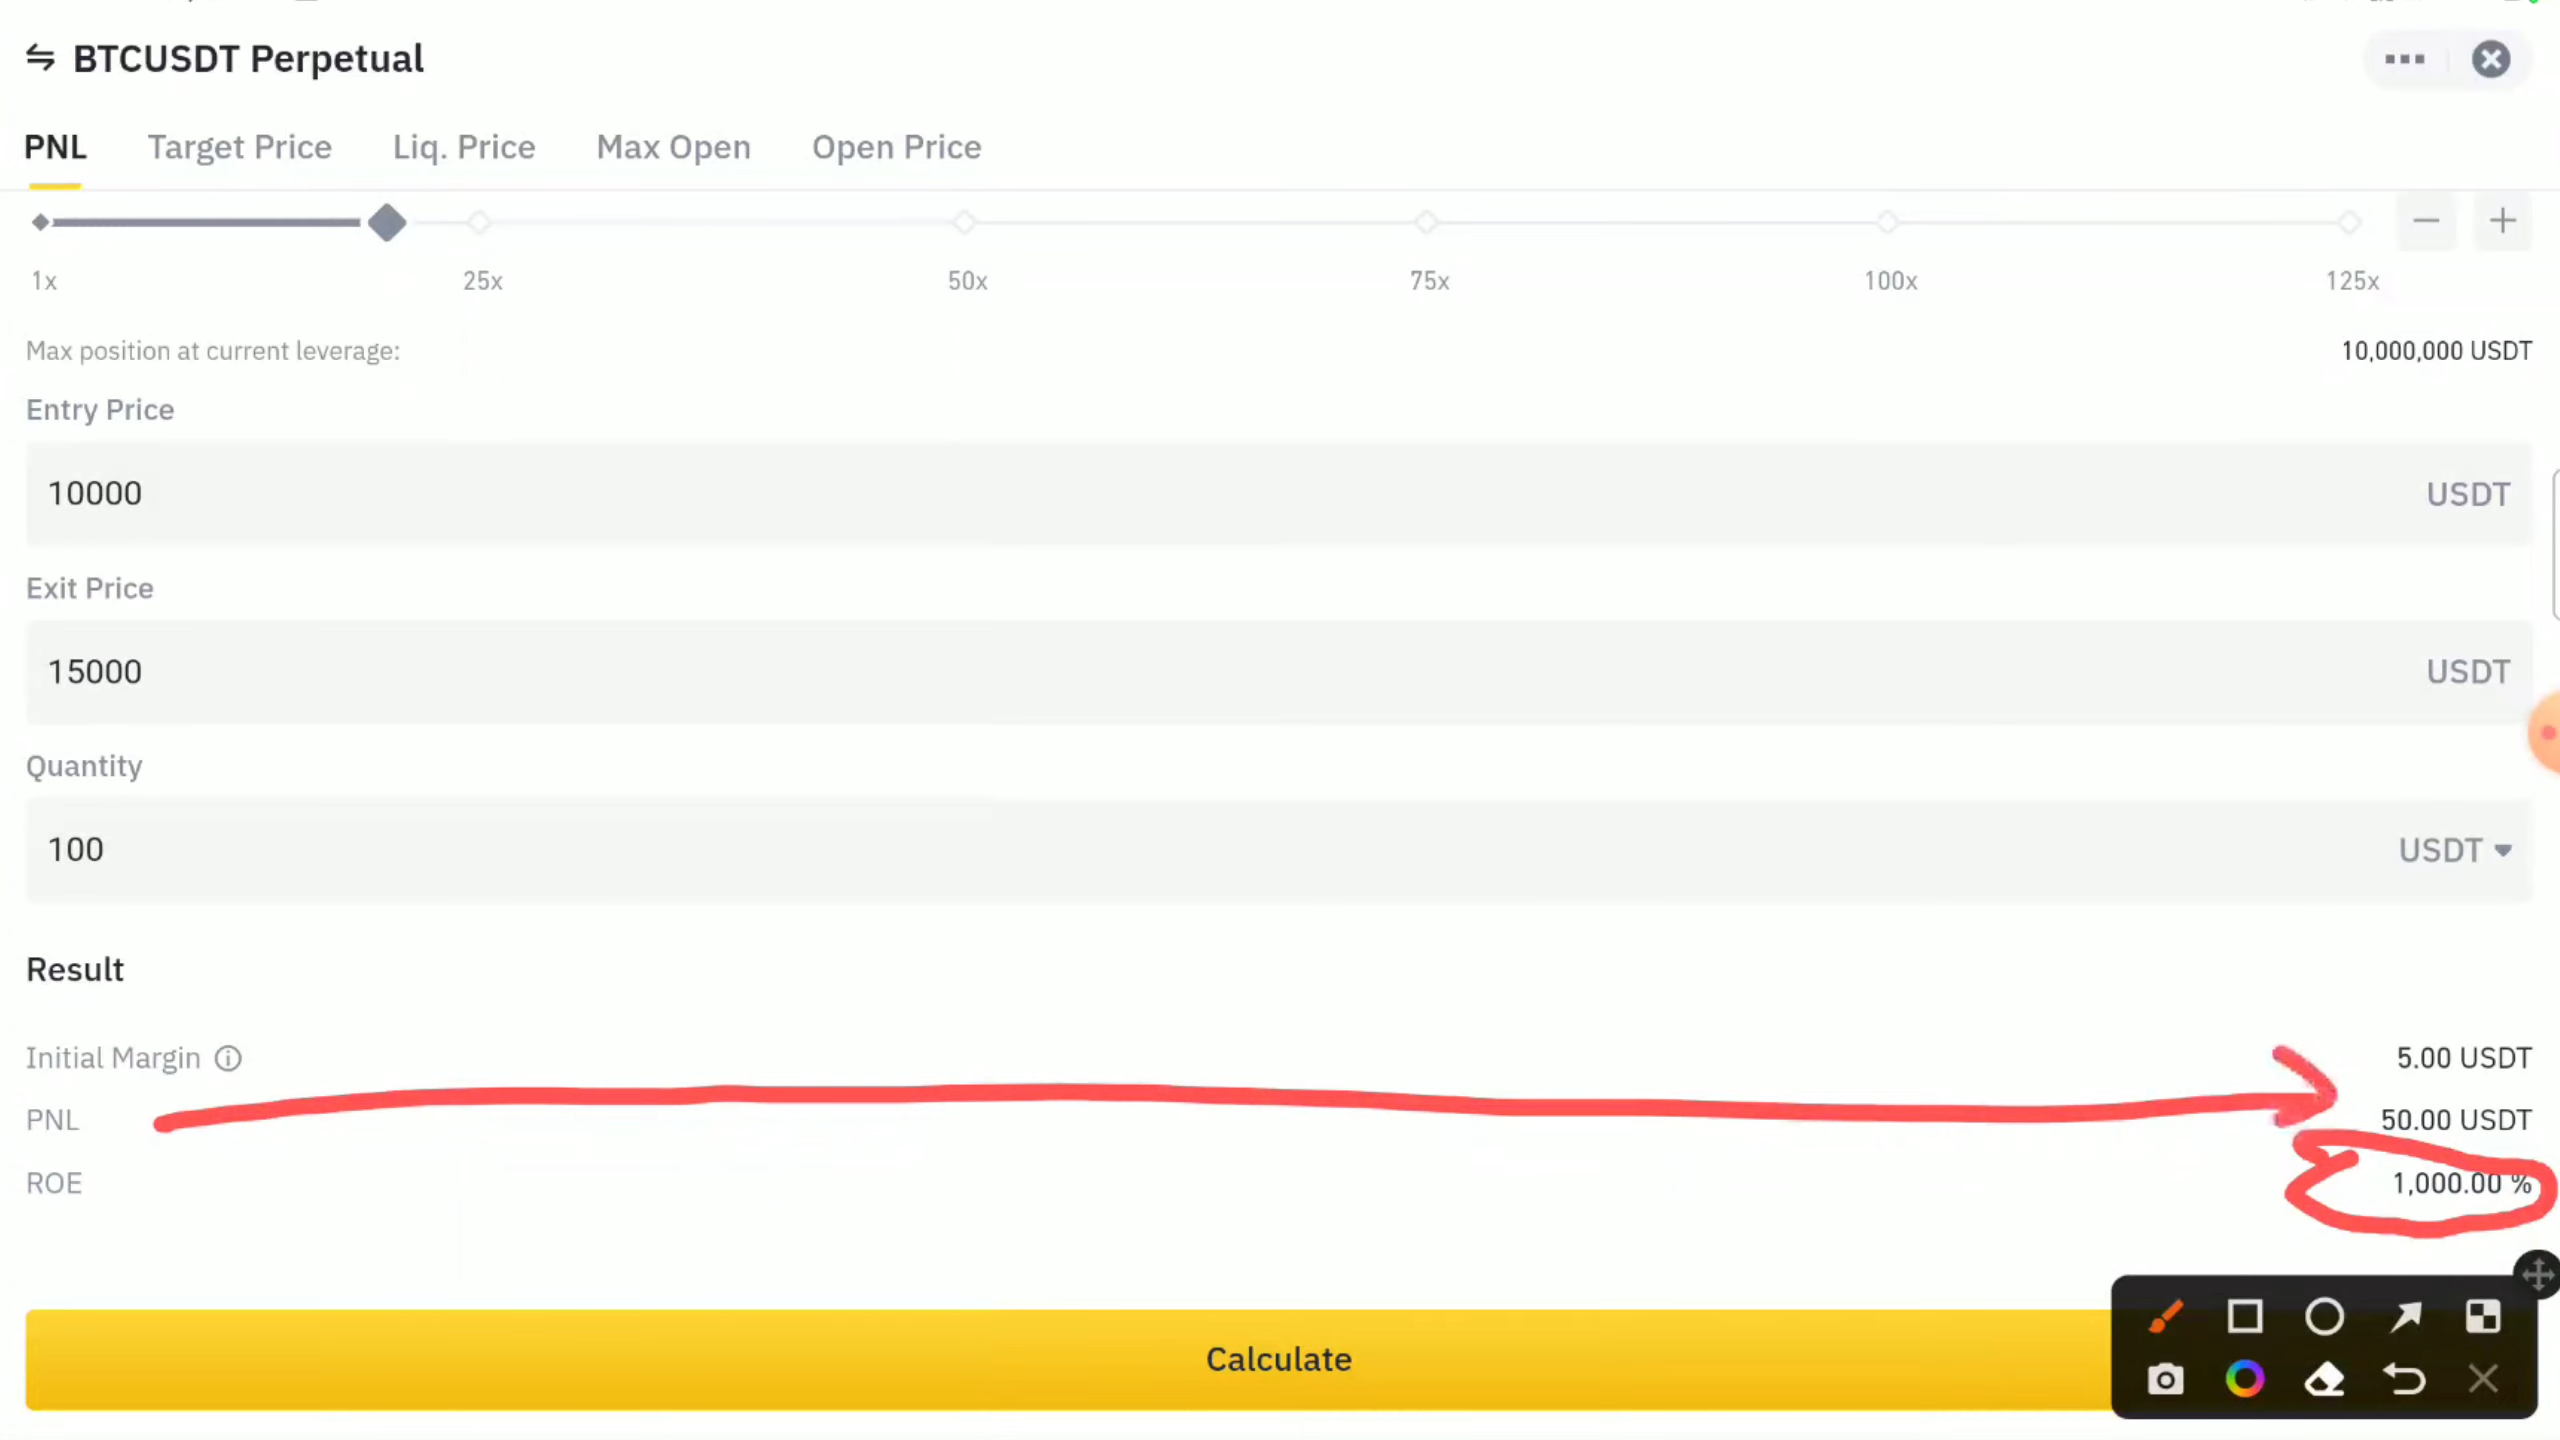 BTCUSDT Perpetual
PNL Target Price Liq. Price Max Open Open Price
1x 25x 50x 75x 100x 125x
Max position at current leverage: 10,000,000 USDT
Entry Price
10000 USDT
Exit Price
15000 USDT
Quantity
100 USDT
Result
Initial Margin 5.00 USDT
PNL 50.00 USDT
ROE 1,000.00 %
Calculate